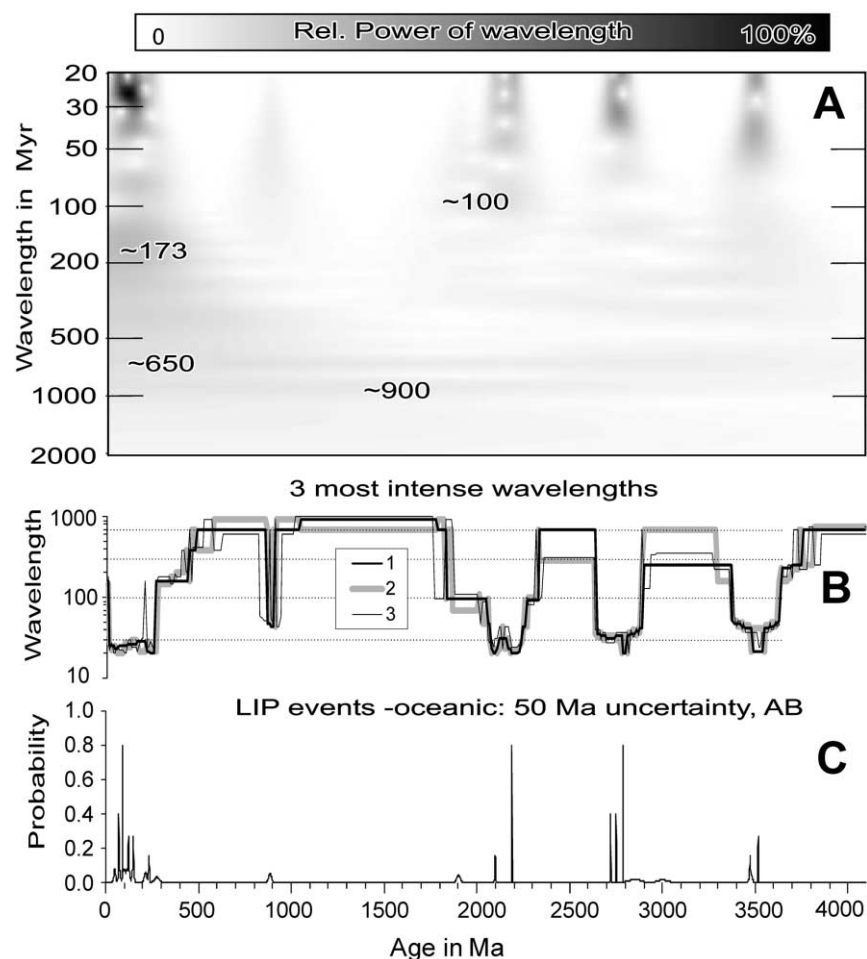 0 Rel. Power of wavelength 100%
A
Wavelength in Myr
20
30
50
100
200
500
1000
2000
~100
~173
~650
~900
3 most intense wavelengths
B
Wavelength
1000
100
10
1
2
3
LIP events -oceanic: 50 Ma uncertainty, AB
C
Probability
1.0
0.8
0.6
0.4
0.2
0.0
0 500 1000 1500 2000 2500 3000 3500 4000
Age in Ma